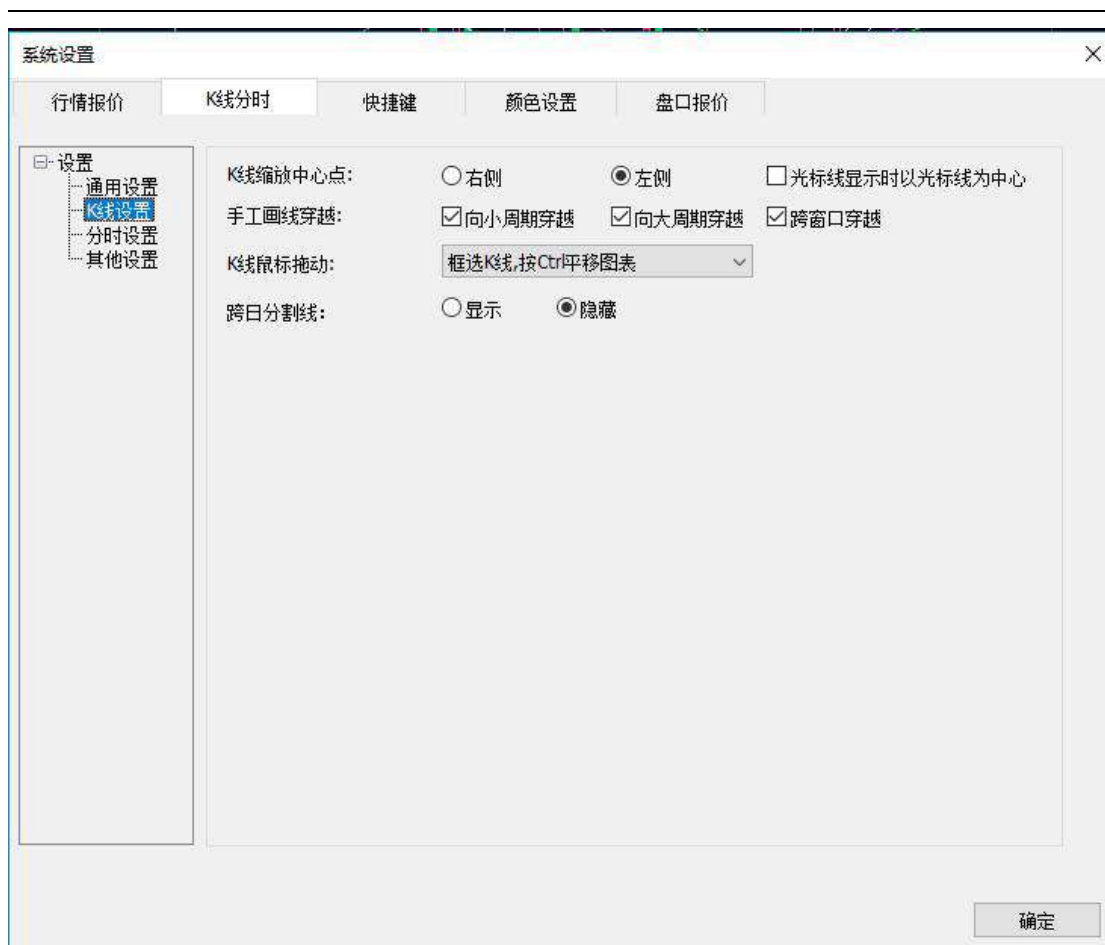 系统设置
行情报价 K线分时 快捷键 颜色设置 盘口报价
设置
通用设置
K线设置
分时设置
其他设置
K线缩放中心点: 右侧 左侧 光标线显示时以光标线为中心
手工画线穿越: 向小周期穿越 向大周期穿越 跨窗口穿越
K线鼠标拖动: 框选K线,按Ctrl平移图表
跨日分割线: 显示 隐藏
确定